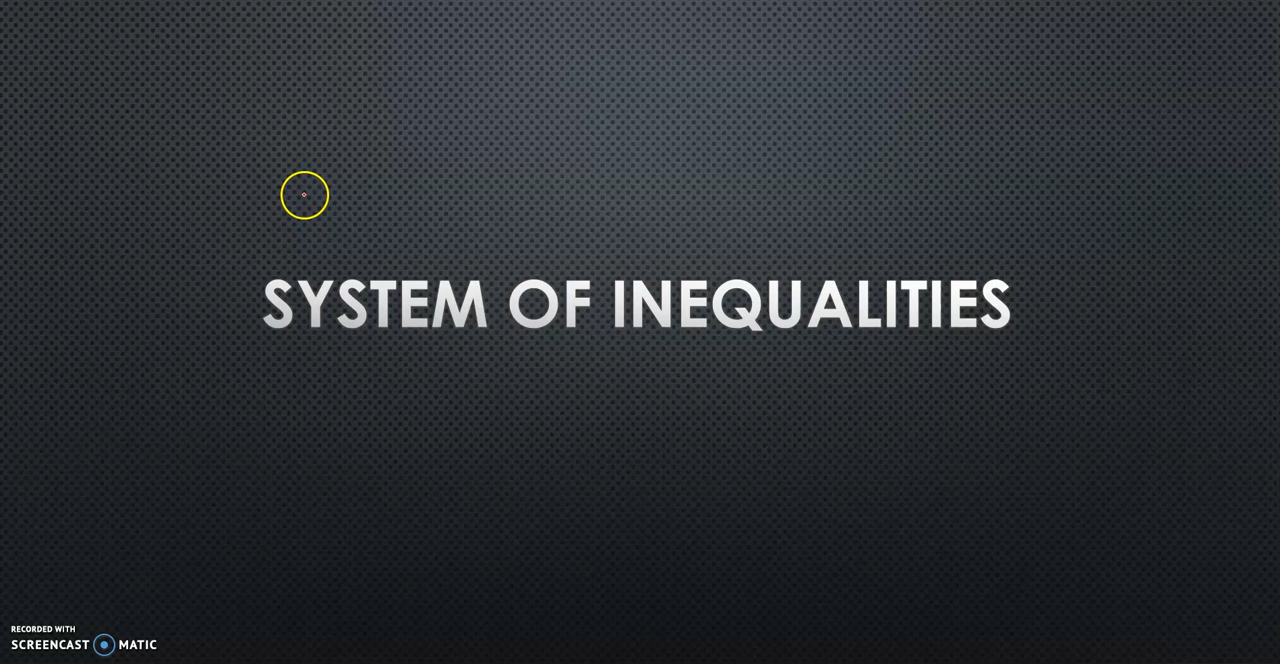 SYSTEM OF INEQUALITIES
RECORDED WITH
SCREENCAST MATIC